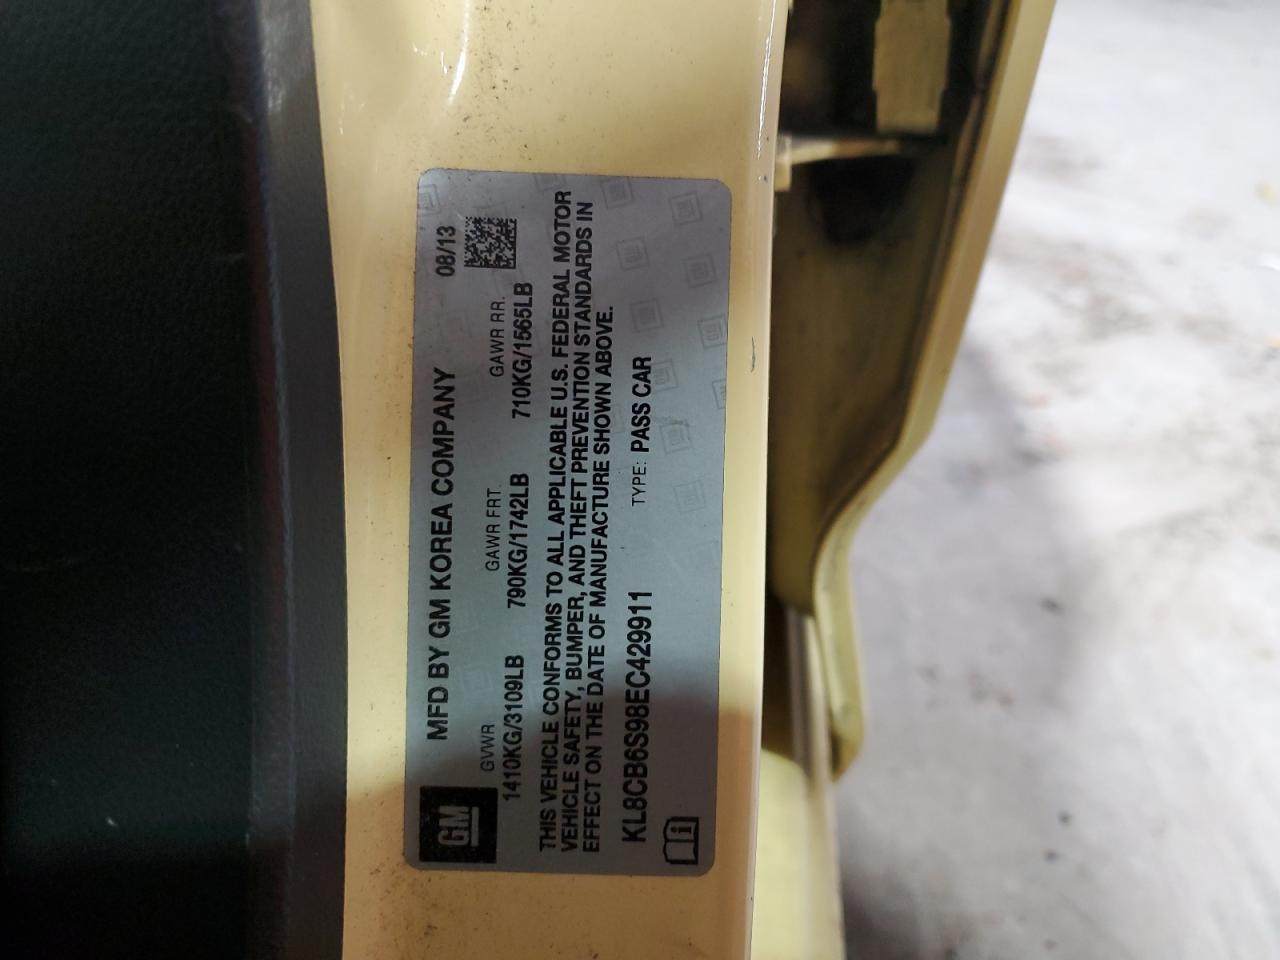 MFD BY GM KOREA COMPANY 08/13
GM
GVWR GAWR FRT. GAWR RR.
1410KG/3109LB 790KG/1742LB 710KG/1565LB
THIS VEHICLE CONFORMS TO ALL APPLICABLE U.S. FEDERAL MOTOR
VEHICLE SAFETY, BUMPER, AND THEFT PREVENTION STANDARDS IN
EFFECT ON THE DATE OF MANUFACTURE SHOWN ABOVE.
KL8CB6S98EC429911 TYPE: PASS CAR